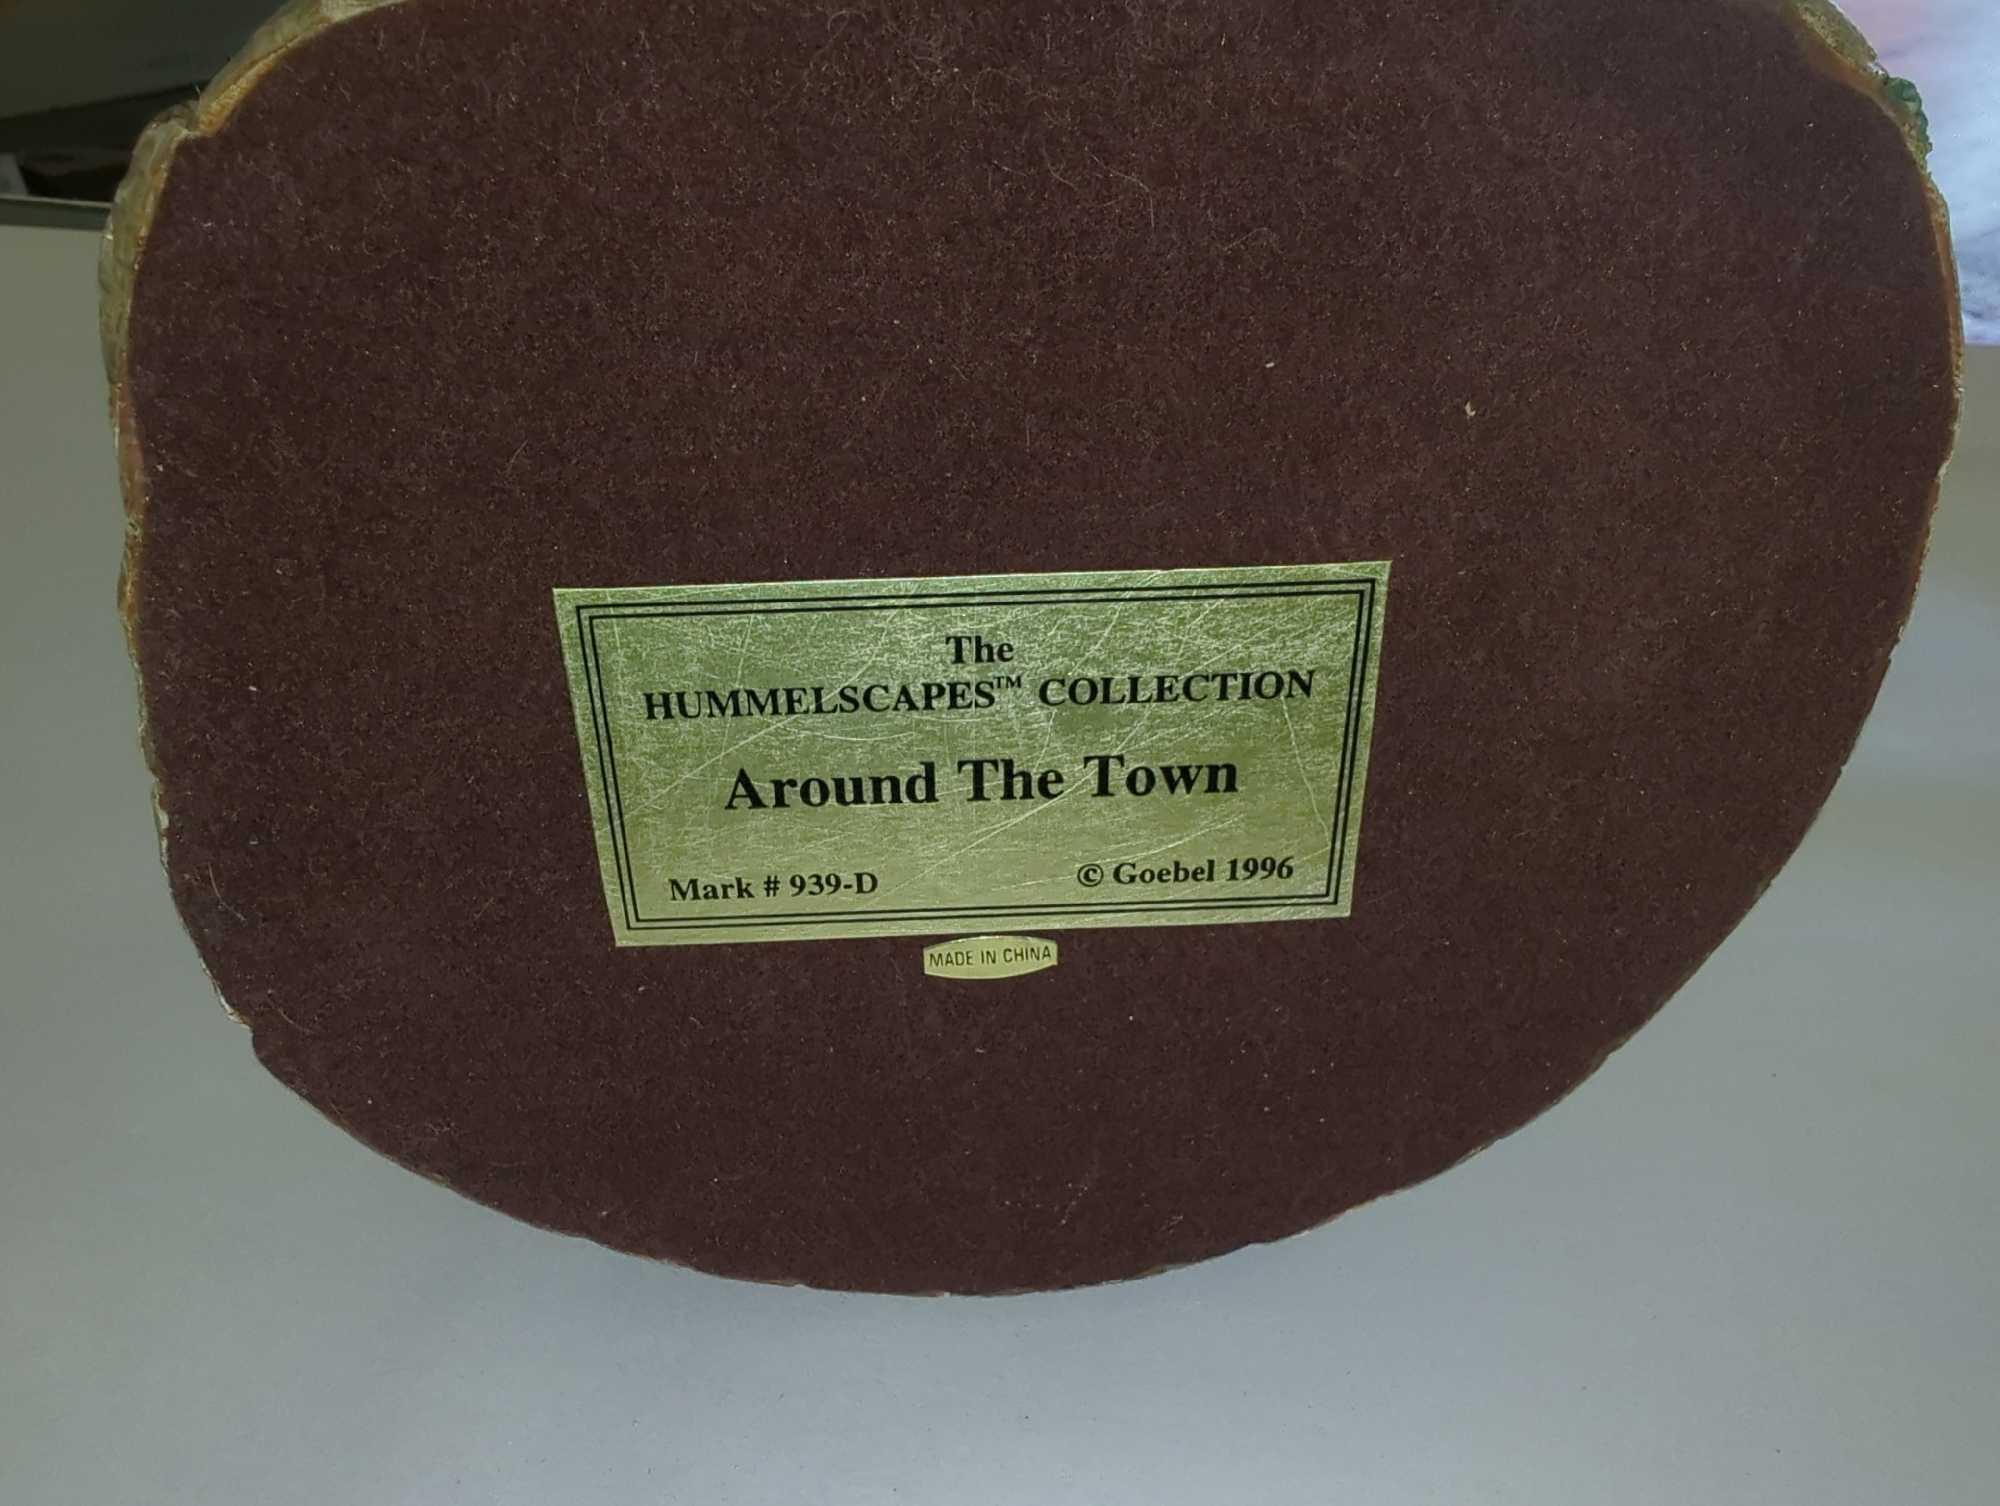 The
HUMMELSCAPES™ COLLECTION
Around The Town
Mark # 939-D © Goebel 1996
MADE IN CHINA